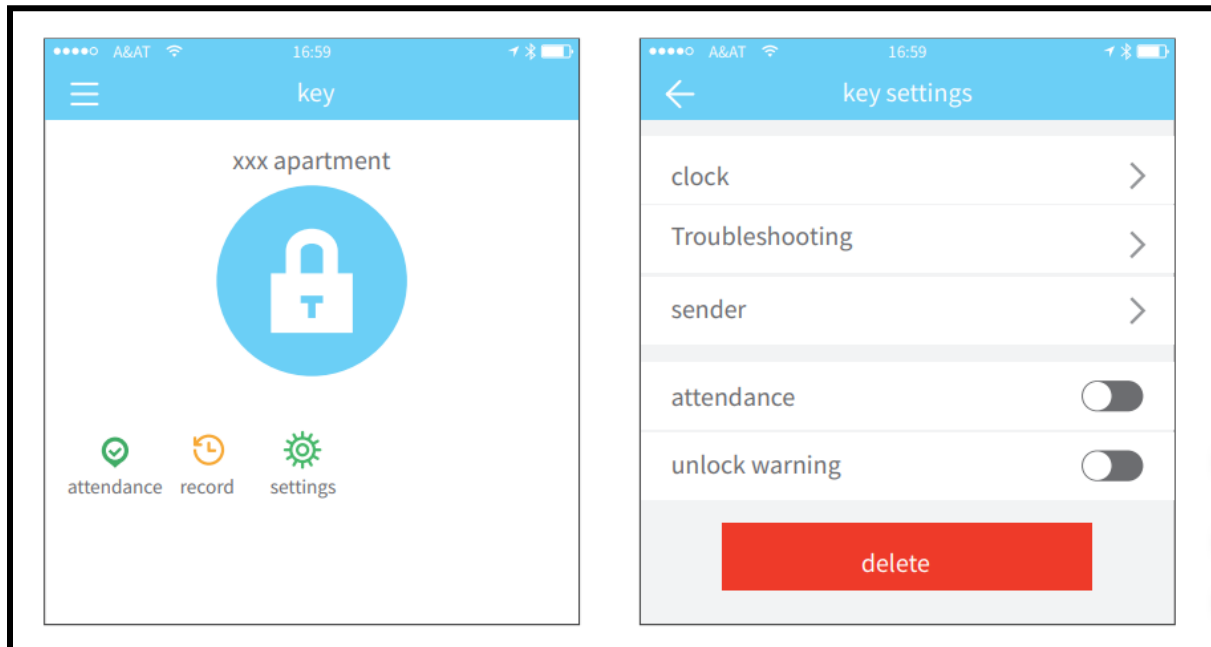 A&AT 16:59
key
xxx apartment
attendance record settings
A&AT 16:59
key settings
clock
Troubleshooting
sender
attendance
unlock warning
delete